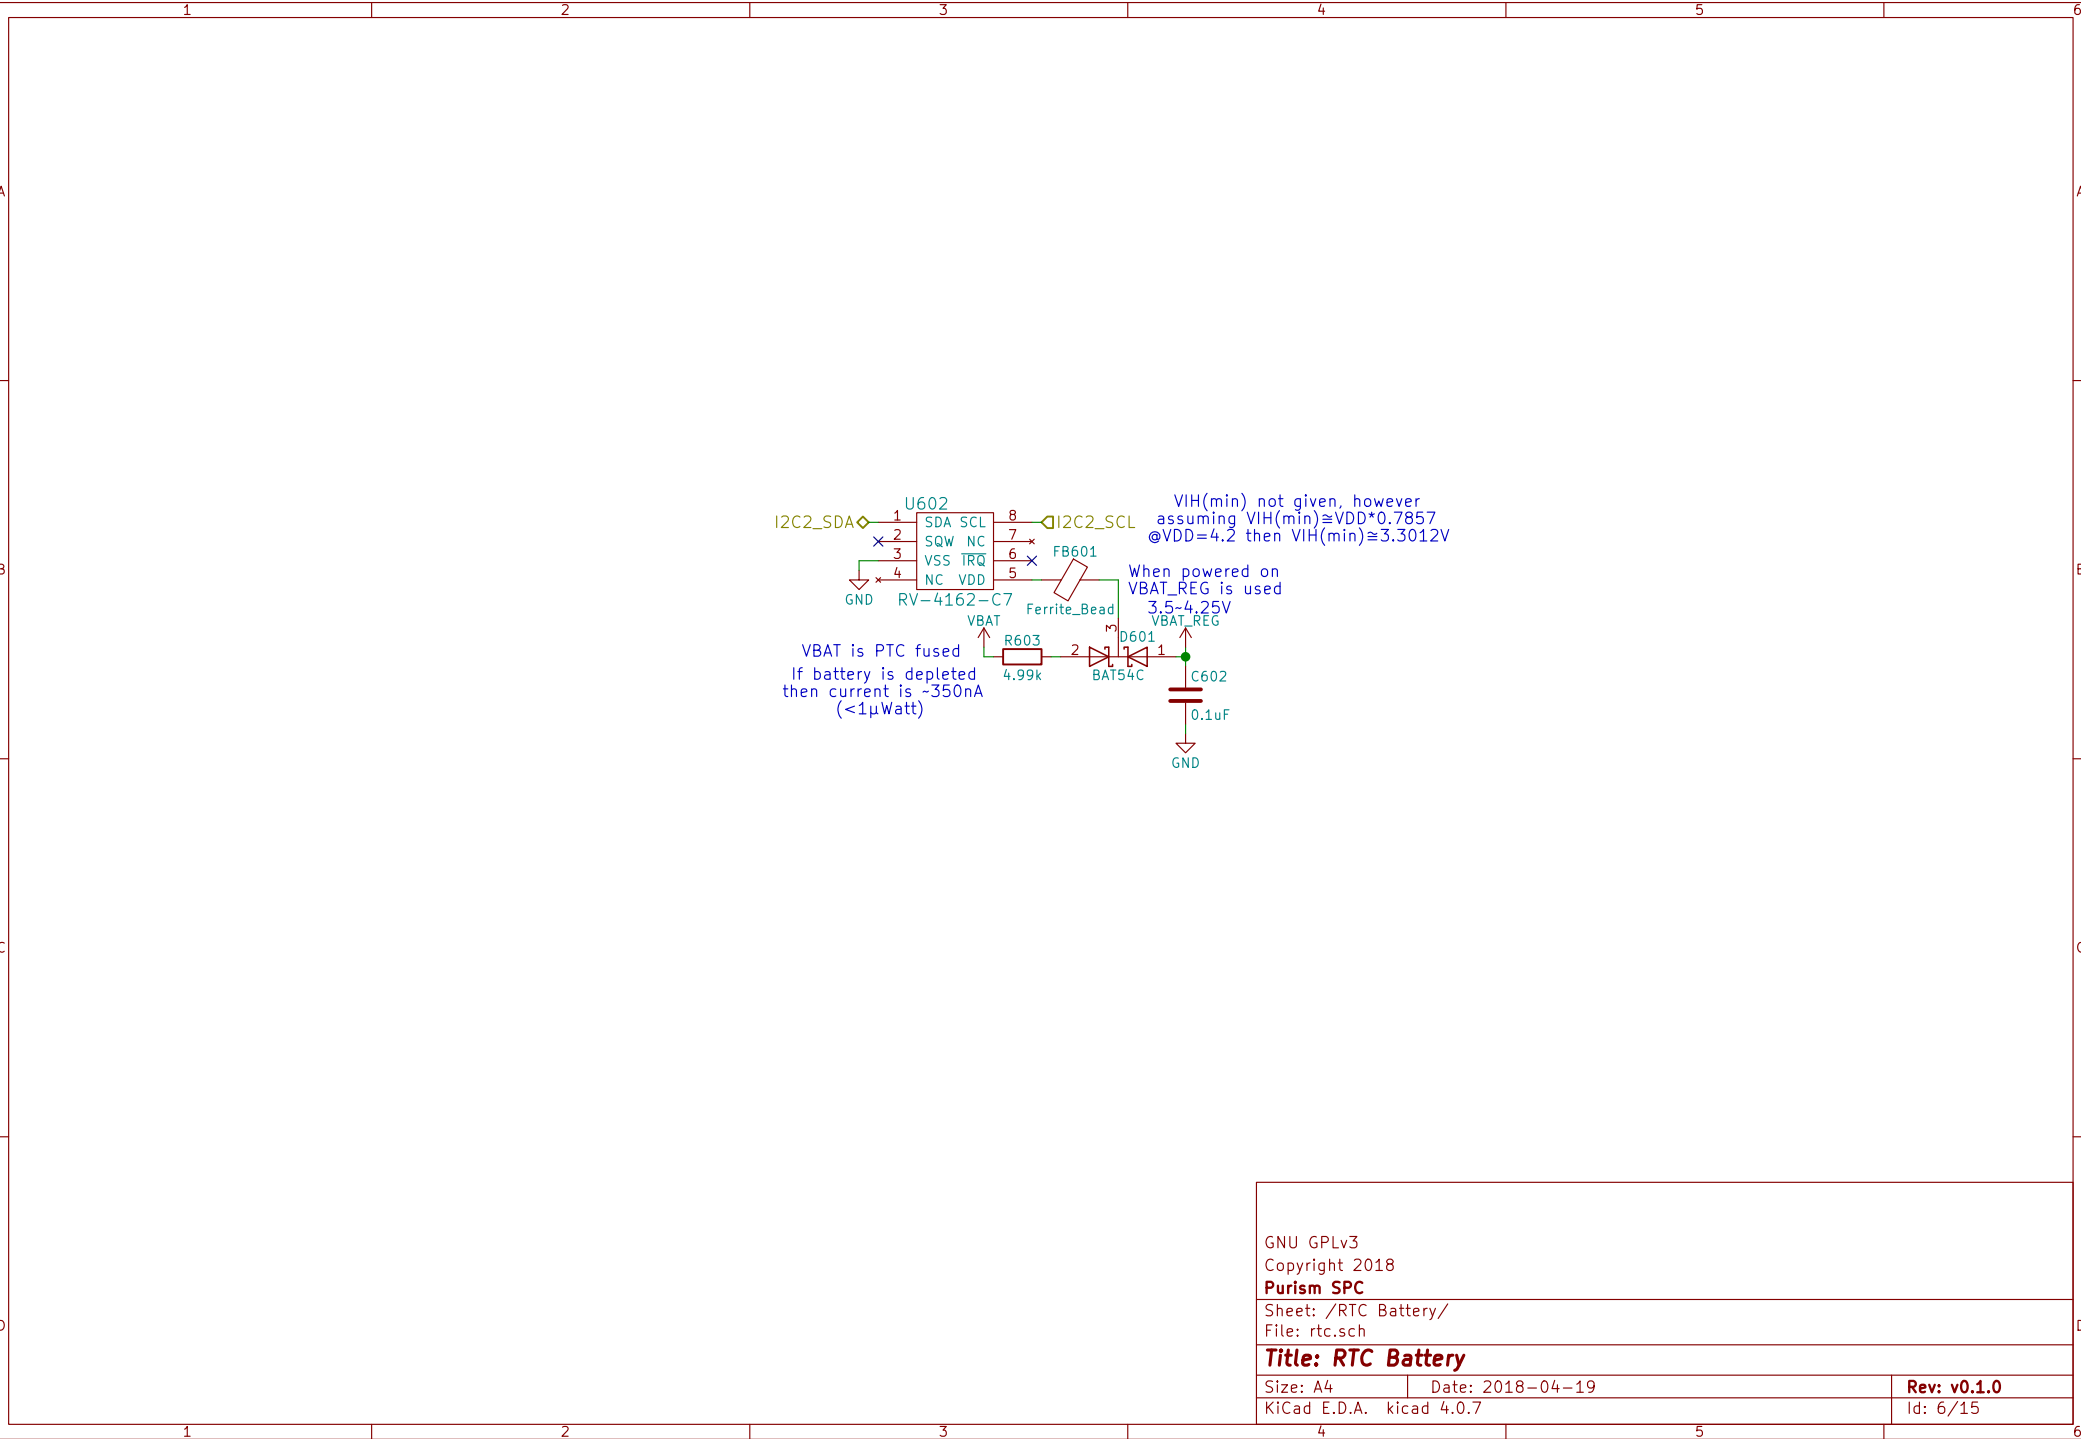 1 2 3 4 5 6
A A
B B
C C
D D
U602
I2C2_SDA 1 SDA SCL 8 I2C2_SCL
2 SQW NC 7
3 VSS IRQ 6
4 NC VDD 5
GND
RV-4162-C7
FB601
Ferrite_Bead
VIH(min) not given, however
assuming VIH(min)≅VDD*0.7857
@VDD=4.2 then VIH(min)≅3.3012V
When powered on
VBAT_REG is used
3.5~4.25V
VBAT
VBAT_REG
R603
4.99k
3
D601
2 1
BAT54C
VBAT is PTC fused
If battery is depleted
then current is ~350nA
(<1µWatt)
C602
0.1uF
GND
GNU GPLv3
Copyright 2018
Purism SPC
Sheet: /RTC Battery/
File: rtc.sch
Title: RTC Battery
Size: A4 Date: 2018-04-19 Rev: v0.1.0
KiCad E.D.A. kicad 4.0.7 Id: 6/15
1 2 3 4 5 6